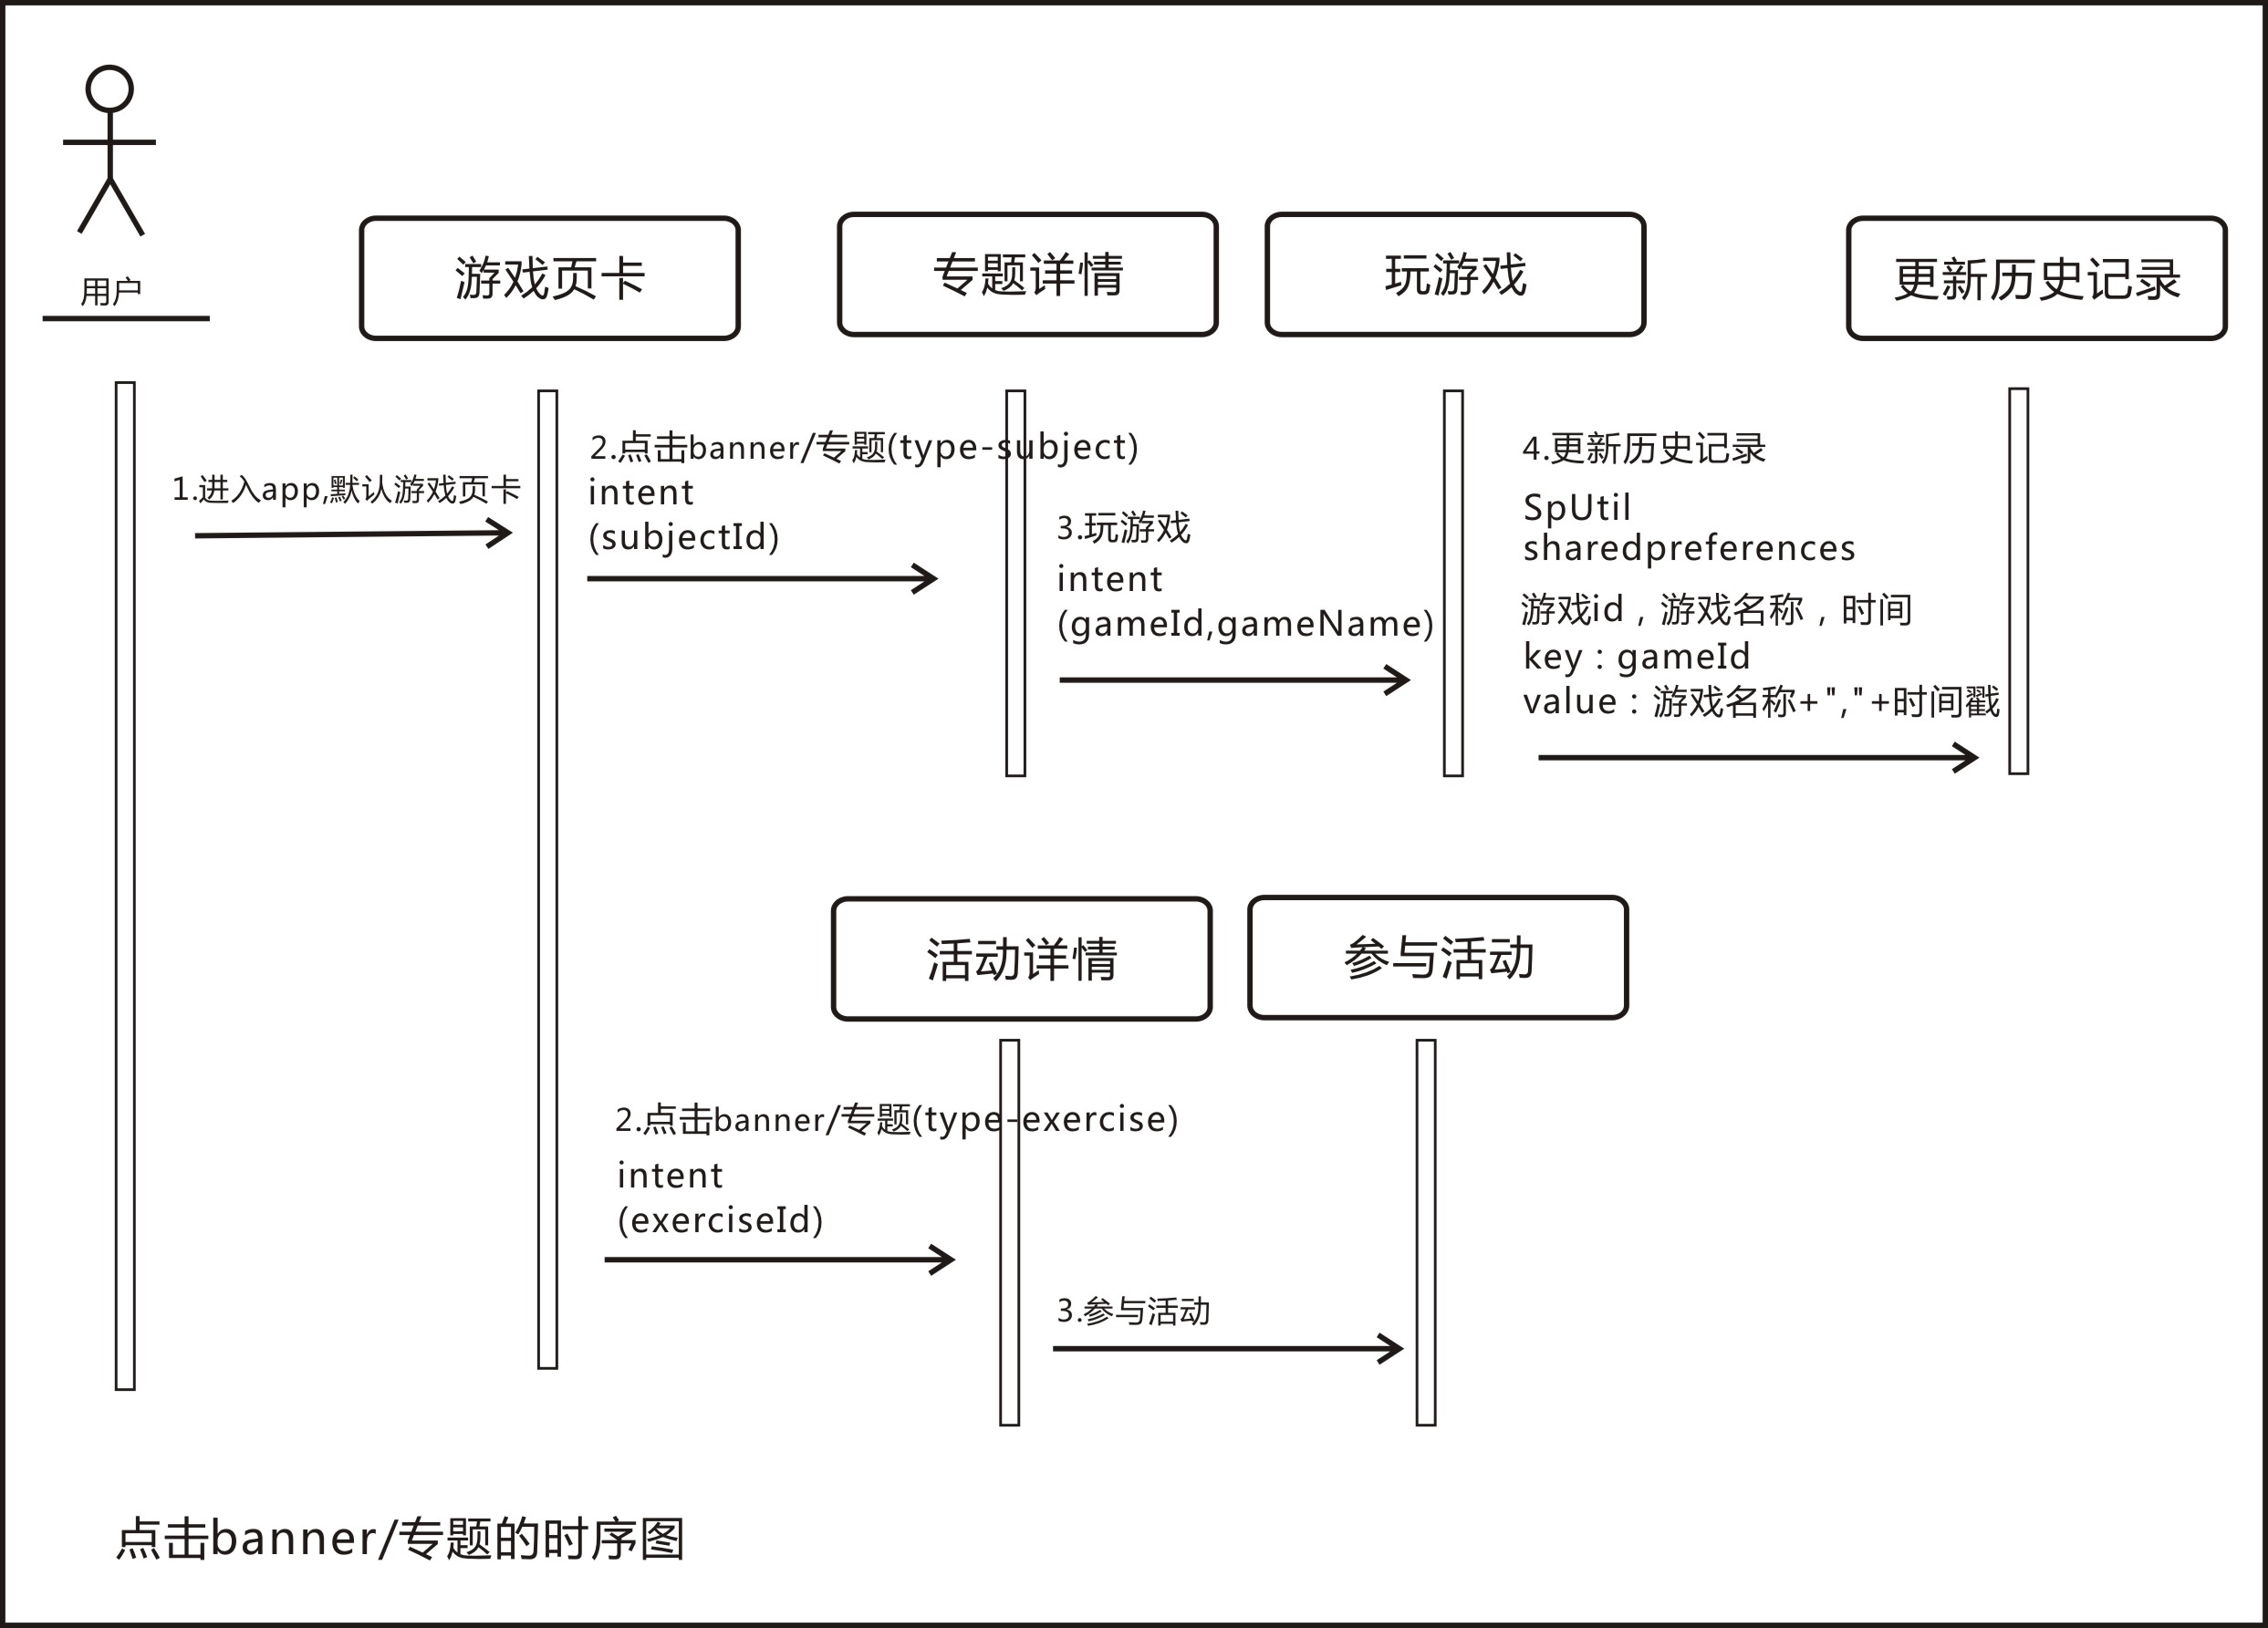 用户
游戏页卡
专题详情
玩游戏
更新历史记录
1.进入app,默认游戏页卡
2.点击banner/专题(type-subject)
intent
(subjectId)
3.玩游戏
intent
(gameId,gameName)
4.更新历史记录
SpUtil
sharedpreferences
游戏id，游戏名称，时间
key：gameId
value：游戏名称+","+时间戳
活动详情
参与活动
2.点击banner/专题(type-exercise)
intent
(exerciseId)
3.参与活动
点击banner/专题的时序图